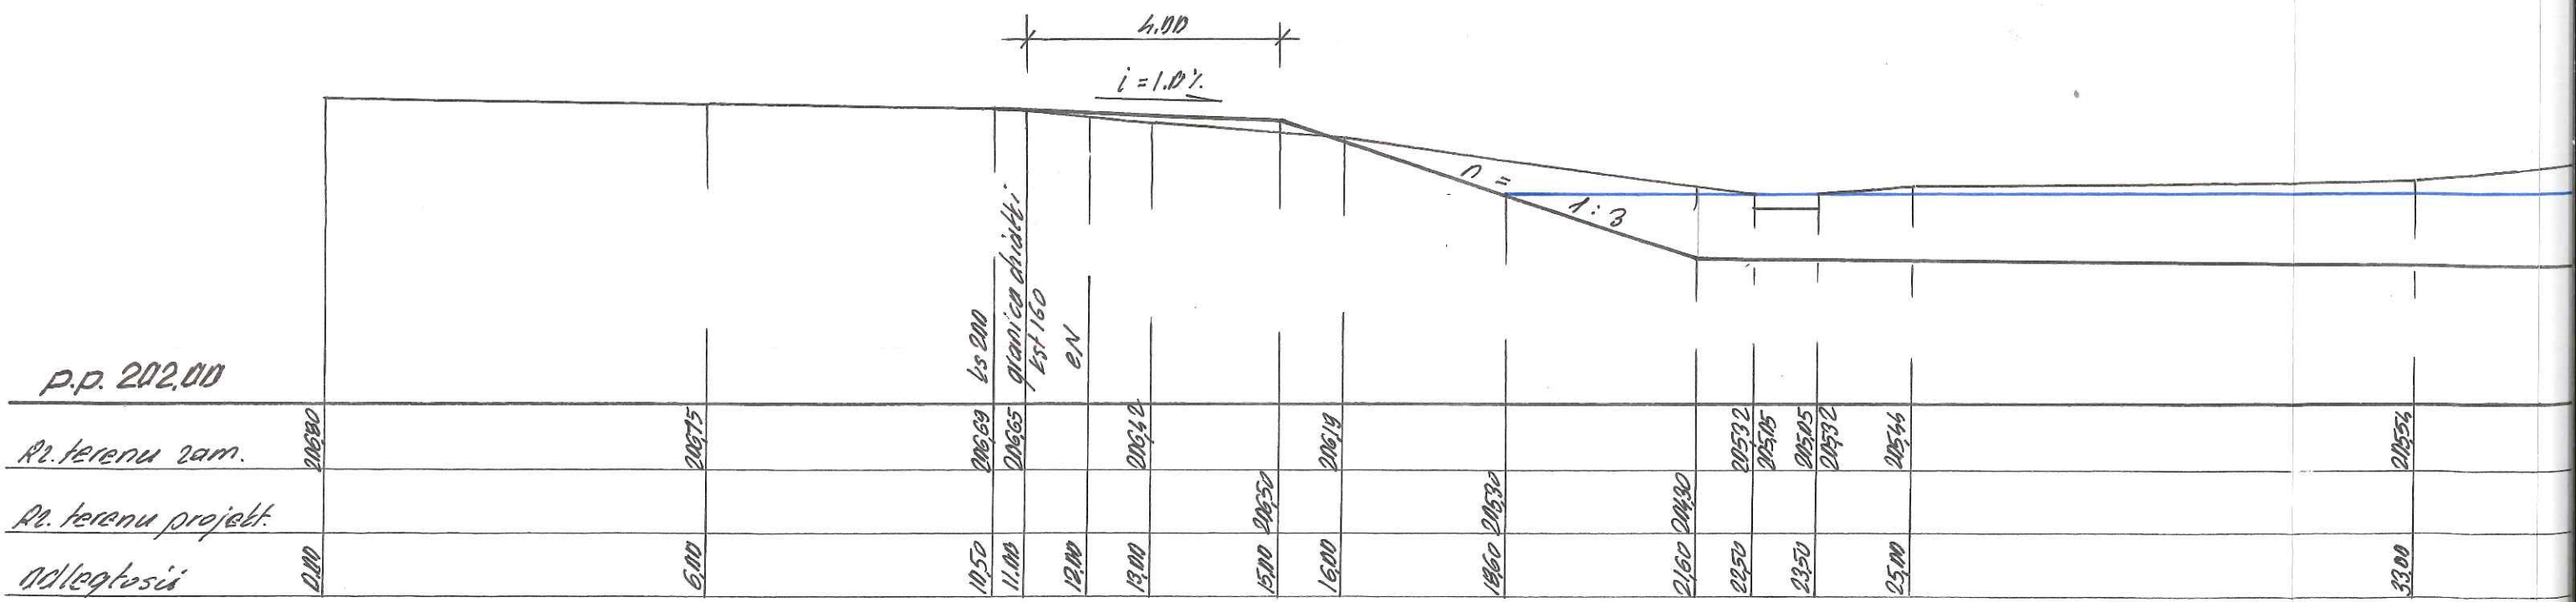 4.00
i = 1.0%
n =
1:3
ks 200
granica działki
kst 160
eN
p.p. 202.00
Rz. terenu zam. 206,80 206,75 206,69 206,65 206,42 206,19 205,32 205,05 205,05 205,32 205,44 205,54
Rz. terenu projekt. 206,50 205,30 204,30
Odległości 0.00 6,00 10,50 11.00 12,00 13,00 15,00 16,00 18,60 21,60 22,50 23,50 25,00 33,00